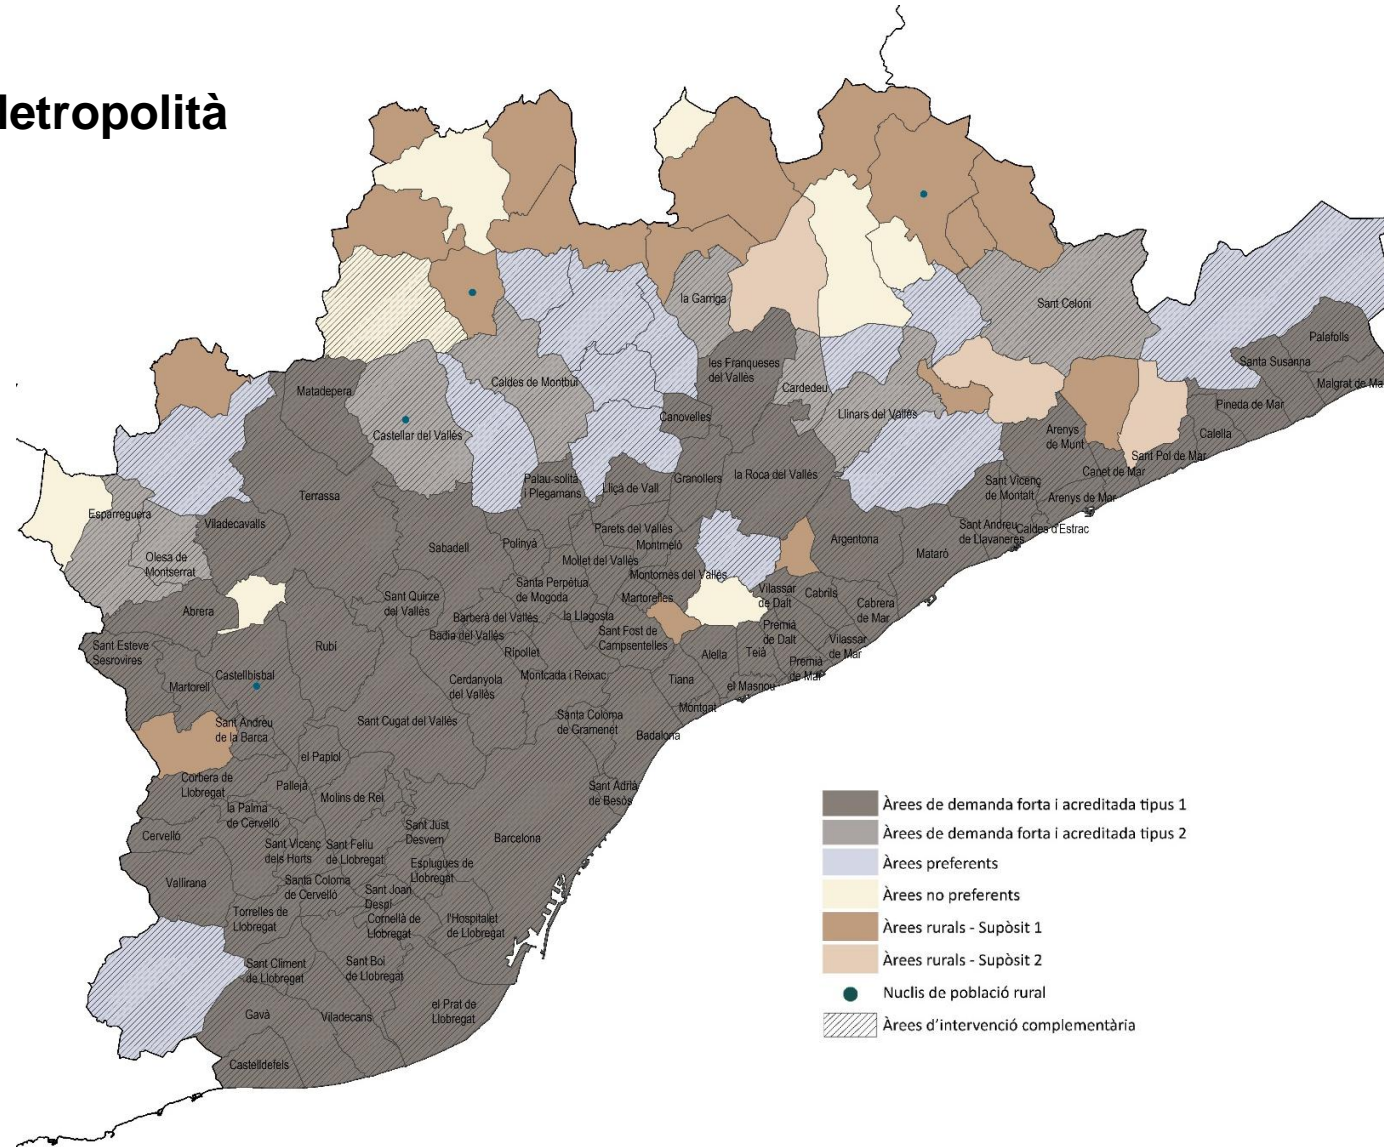 letropolità
la Garriga
Sant Celoni
Palafolls
les Franqueses
del Vallès
Santa Susanna
Matadepera
Caldes de Montbui
Cardedeu
Malgrat de Ma
Llinars del Vallès
Pineda de Mar
Canovelles
Castellar del Vallès
Arenys
de Munt
Calella
Sant Pol de Mar
Canet de Mar
Palau-solità
i Plegamans
Lliçà de Vall
Granollers
la Roca del Vallès
Sant Vicenç
de Montalt
Arenys de Mar
Terrassa
Esparreguera
Viladecavalls
Parets del Vallès
Sant Andreu
de Llavaneres
Caldes d'Estrac
Argentona
Mataró
Sabadell
Polinyà
Montmeló
Mollet del Vallès
Olesa de
Montserrat
Montornès del Vallès
Santa Perpètua
de Mogoda
Martorelles
Vilassar
de Dalt
Cabrils
Cabrera
de Mar
Sant Quirze
del Vallès
Abrera
Barberà del Vallès
la Llagosta
Badia del Vallès
Sant Fost de
Campsentelles
Premià
de Dalt
Vilassar
de Mar
Sant Esteve
Sesrovires
Rubí
Ripollet
Alella
Teià
Premià
de Mar
Castellbisbal
Martorell
Cerdanyola
del Vallès
Montcada i Reixac
Tiana
el Masnou
Montgat
Sant Andreu
de la Barca
Sant Cugat del Vallès
Santa Coloma
de Gramenet
Badalona
el Papiol
Corbera de
Llobregat
Pallejà
Molins de Rei
Sant Adrià
de Besòs
la Palma
de Cervelló
Cervelló
Sant Just
Desvern
Barcelona
Sant Vicenç
dels Horts
Sant Feliu
de Llobregat
Esplugues de
Llobregat
Vallirana
Santa Coloma
de Cervelló
Sant Joan
Despí
Torrelles de
Llobregat
Cornellà de
Llobregat
l'Hospitalet
de Llobregat
Sant Climent
de Llobregat
Sant Boi
de Llobregat
Gavà
Viladecans
el Prat de
Llobregat
Castelldefels
Àrees de demanda forta i acreditada tipus 1
Àrees de demanda forta i acreditada tipus 2
Àrees preferents
Àrees no preferents
Àrees rurals - Supòsit 1
Àrees rurals - Supòsit 2
Nuclis de població rural
Àrees d'intervenció complementària